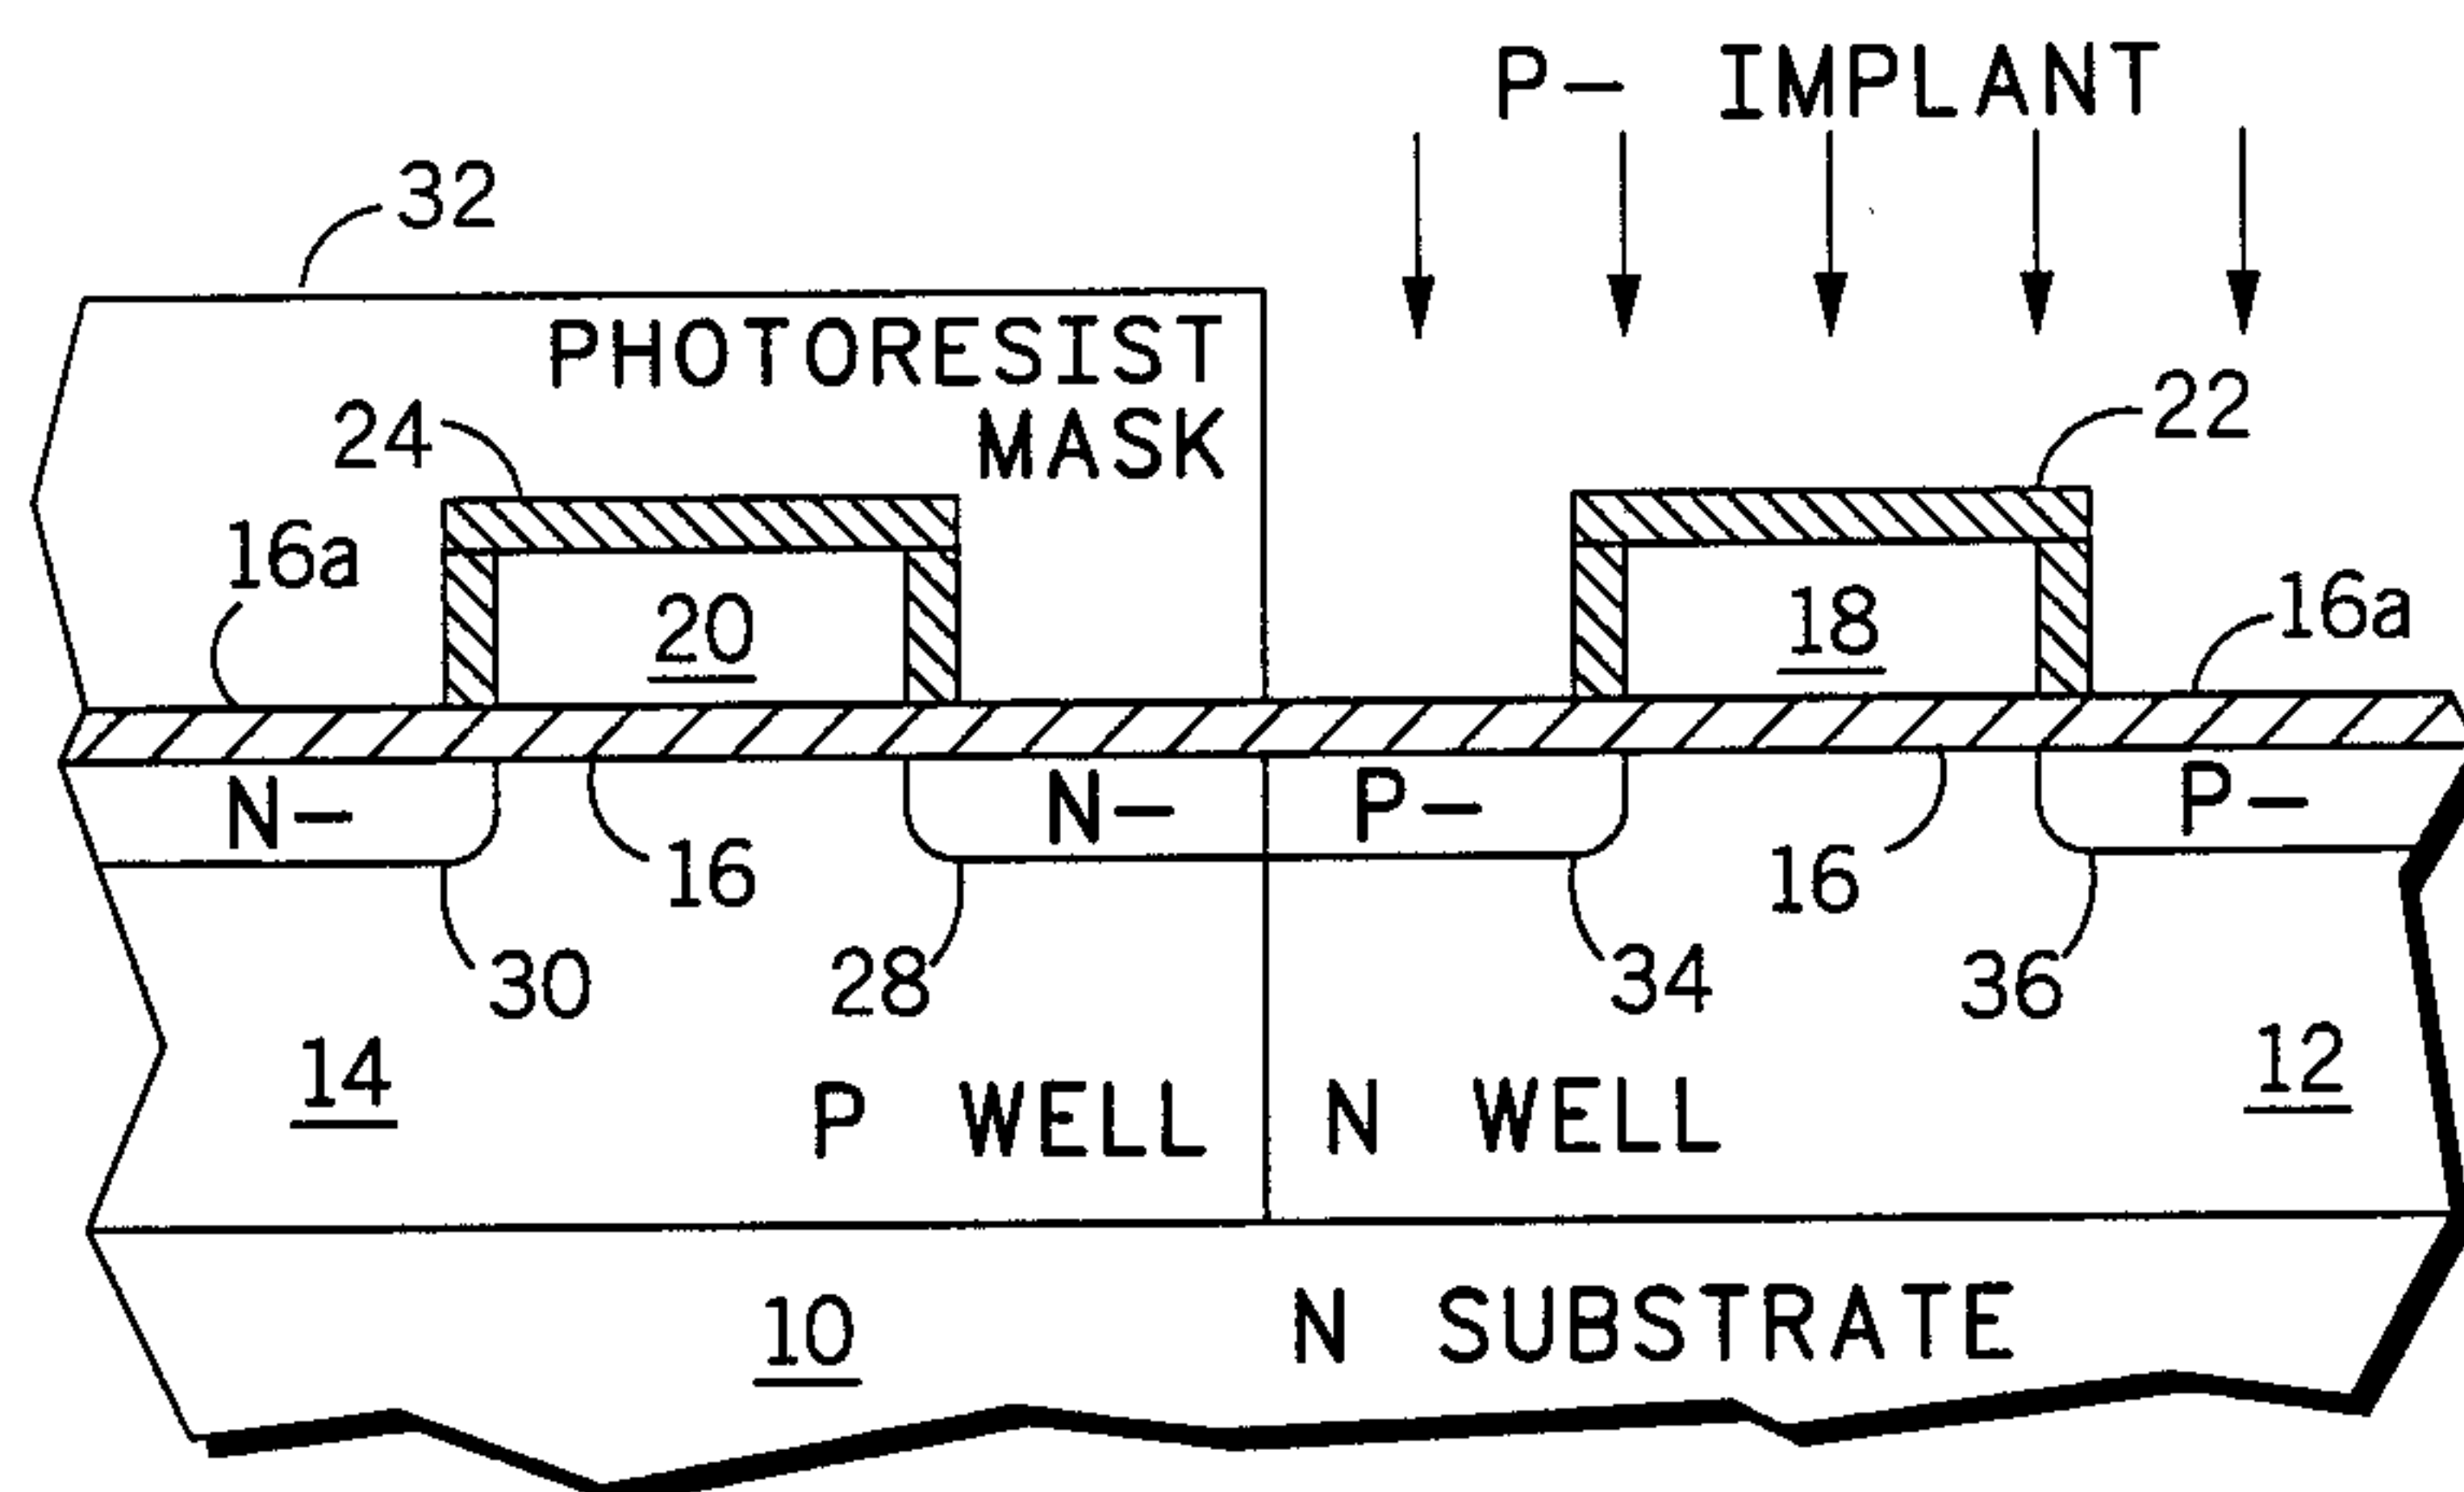 P- IMPLANT
32
PHOTORESIST
MASK
24
22
16a
20
18
16a
N-
N-
P-
P-
16
16
30
28
34
36
14
12
P WELL
N WELL
10
N SUBSTRATE